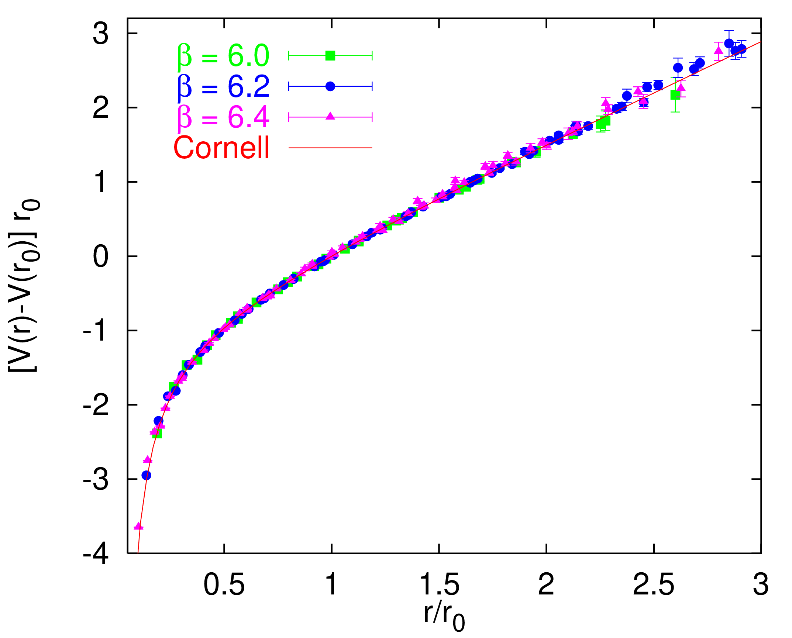 [V(r)-V(r0)] r0
3
2
1
0
-1
-2
-3
-4
β = 6.0
β = 6.2
β = 6.4
Cornell
0.5 1 1.5 2 2.5 3
r/r0